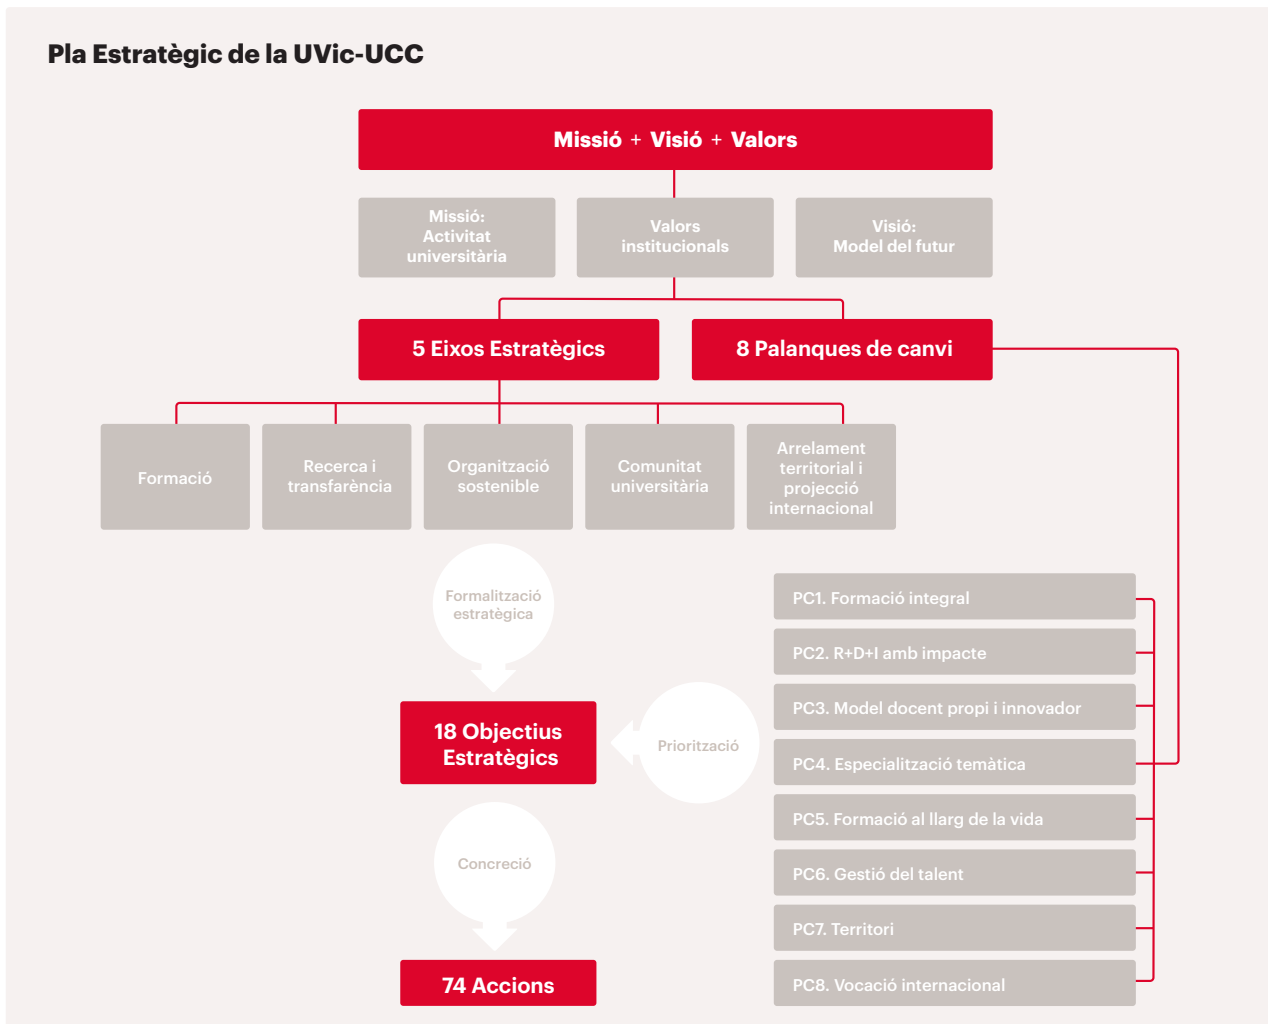 Pla Estratègic de la UVic-UCC
Missió + Visió + Valors
Missió:
Activitat
universitària
Valors
institucionals
Visió:
Model del futur
5 Eixos Estratègics
8 Palanques de canvi
Formació
Recerca i
transfarència
Organització
sostenible
Comunitat
universitària
Arrelament
territorial i
projecció
internacional
Formalització
estratègica
18 Objectius
Estratègics
Priorització
Concreció
74 Accions
PC1. Formació integral
PC2. R+D+I amb impacte
PC3. Model docent propi i innovador
PC4. Especialització temàtica
PC5. Formació al llarg de la vida
PC6. Gestió del talent
PC7. Territori
PC8. Vocació internacional